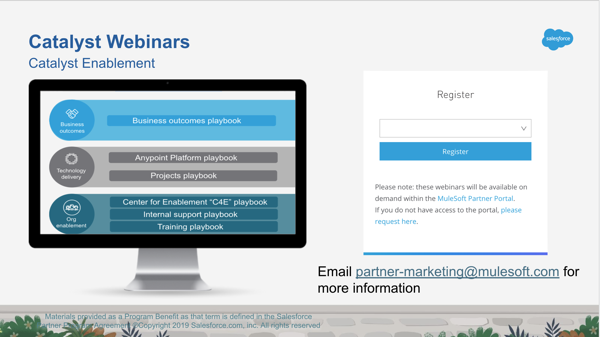 Catalyst Webinars
salesforce
Catalyst Enablement
Business
outcomes
Business outcomes playbook
Technology
delivery
Anypoint Platform playbook
Projects playbook
Org
enablement
Center for Enablement "C4E" playbook
Internal support playbook
Training playbook
Register
Register
Please note: these webinars will be available on
demand within the MuleSoft Partner Portal.
If you do not have access to the portal, please
request here.
Email partner-marketing@mulesoft.com for
more information
Materials provided as a Program Benefit as that term is defined in the Salesforce
Partner Program Agreement ©Copyright 2019 Salesforce.com, inc. All rights reserved